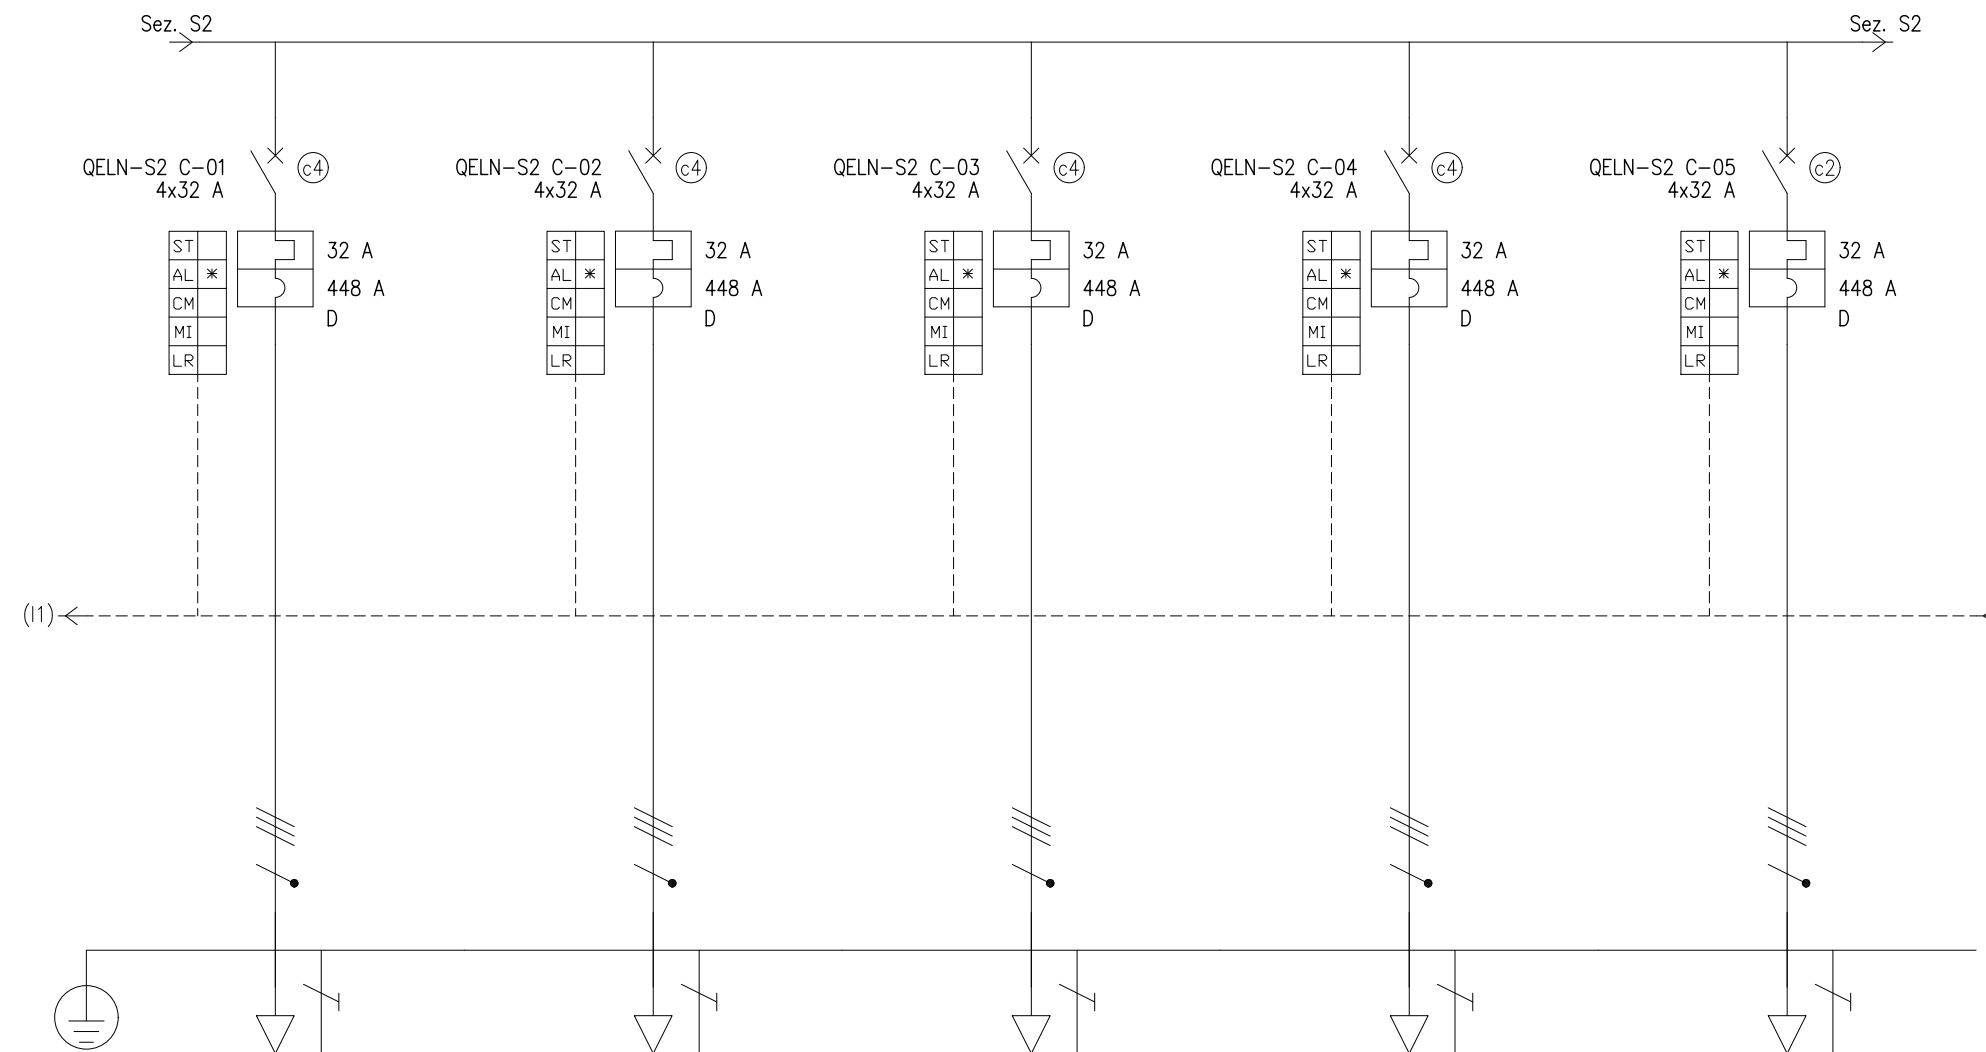 Sez. S2
Sez. S2
QELN-S2 C-01
4x32 A
c4
QELN-S2 C-02
4x32 A
c4
QELN-S2 C-03
4x32 A
c4
QELN-S2 C-04
4x32 A
c4
QELN-S2 C-05
4x32 A
c2
ST
AL *
CM
MI
LR
32 A
448 A
D
ST
AL *
CM
MI
LR
32 A
448 A
D
ST
AL *
CM
MI
LR
32 A
448 A
D
ST
AL *
CM
MI
LR
32 A
448 A
D
ST
AL *
CM
MI
LR
32 A
448 A
D
(I1)